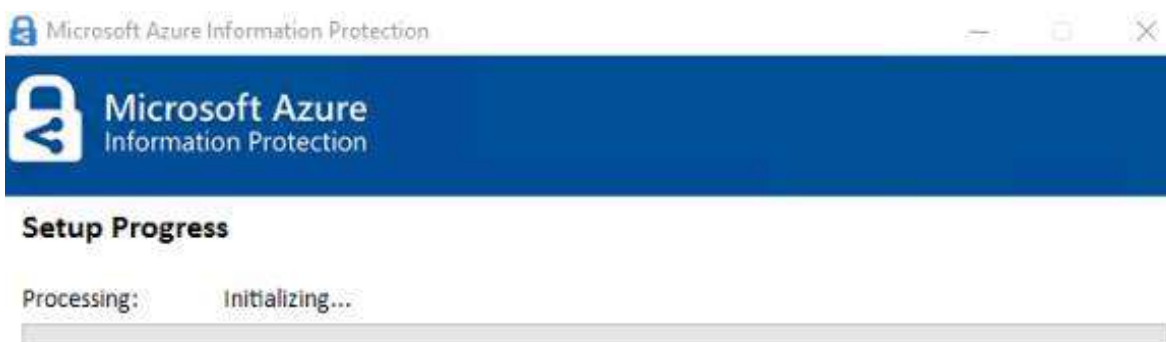 Microsoft Azure Information Protection
Microsoft Azure
Information Protection
Setup Progress
Processing: Initializing...